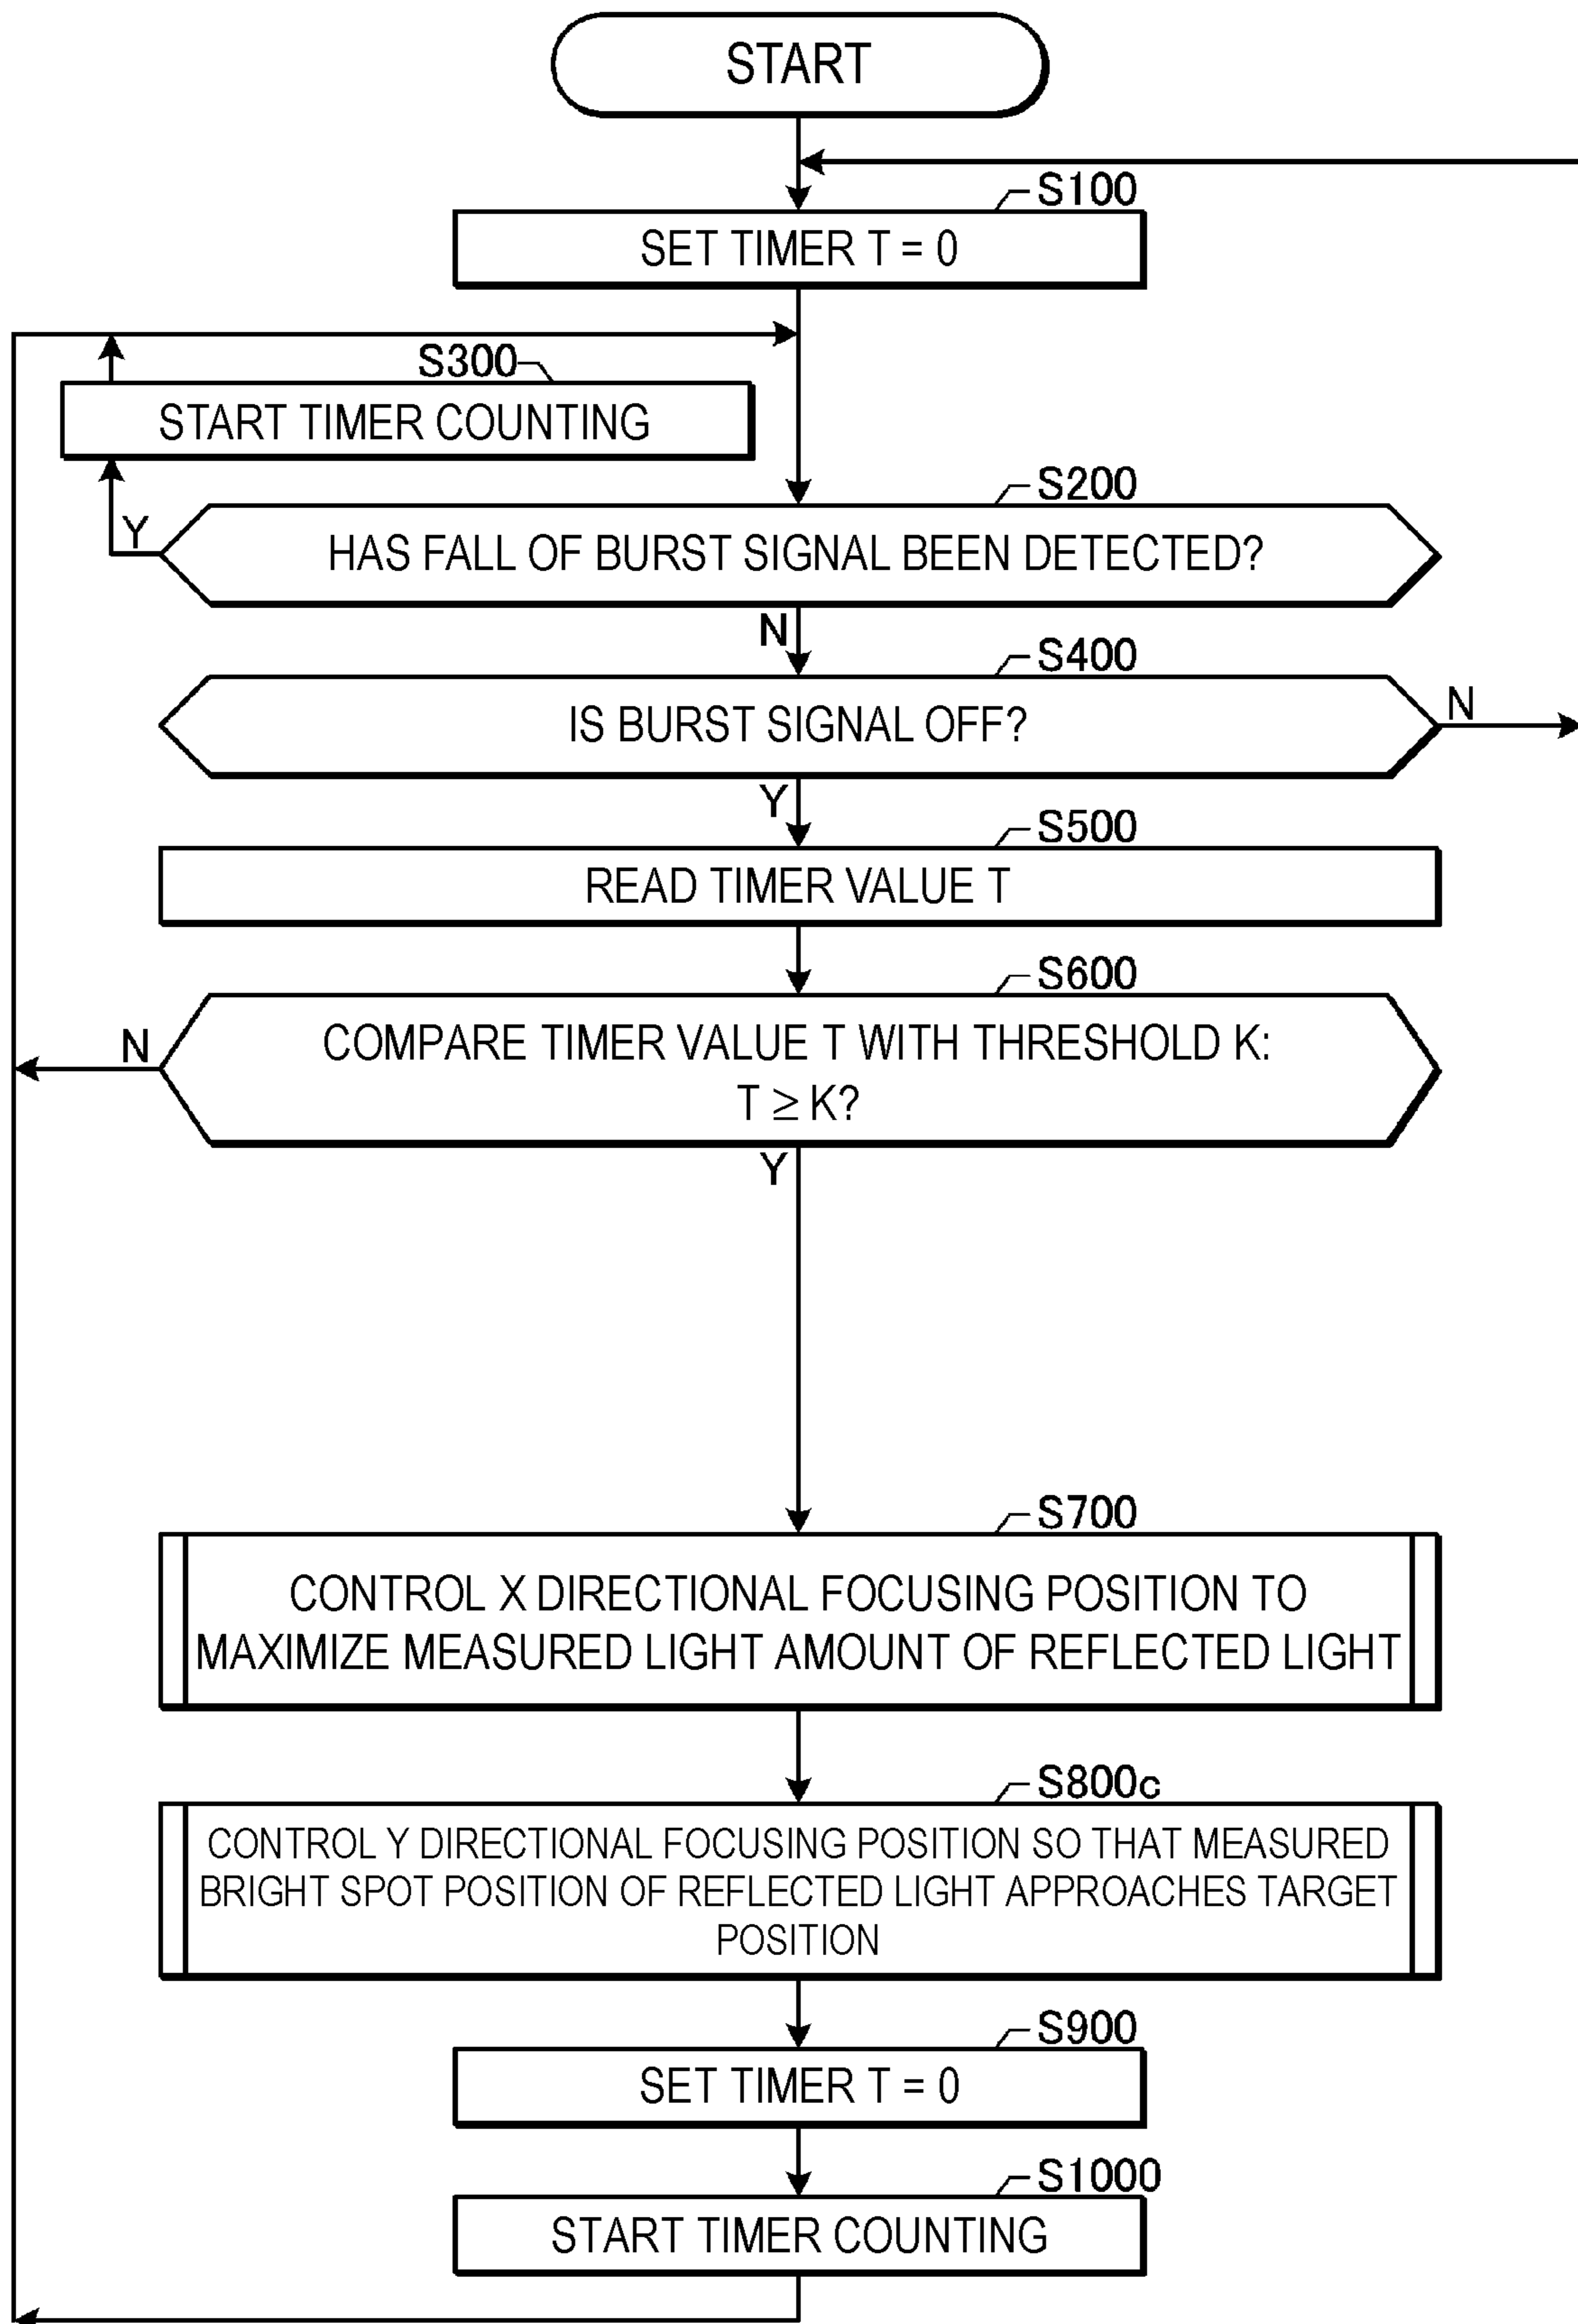 START
S100
SET TIMER T = 0
S300
START TIMER COUNTING
S200
Y
HAS FALL OF BURST SIGNAL BEEN DETECTED?
N
S400
IS BURST SIGNAL OFF?
N
Y
S500
READ TIMER VALUE T
S600
N
COMPARE TIMER VALUE T WITH THRESHOLD K:
T ≥ K?
Y
S700
CONTROL X DIRECTIONAL FOCUSING POSITION TO
MAXIMIZE MEASURED LIGHT AMOUNT OF REFLECTED LIGHT
S800c
CONTROL Y DIRECTIONAL FOCUSING POSITION SO THAT MEASURED
BRIGHT SPOT POSITION OF REFLECTED LIGHT APPROACHES TARGET
POSITION
S900
SET TIMER T = 0
S1000
START TIMER COUNTING